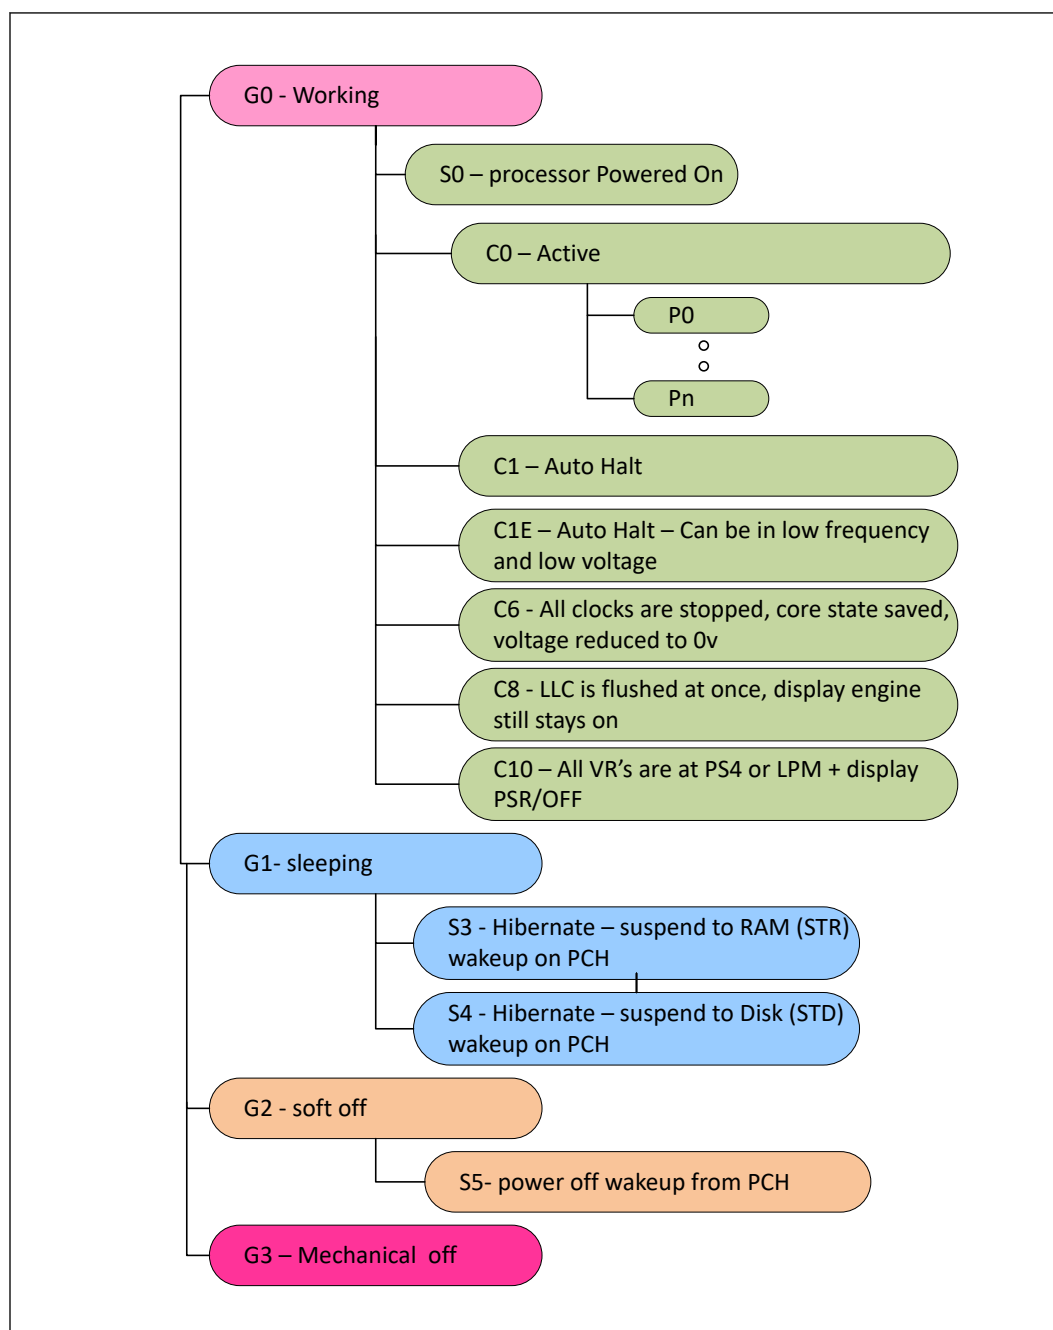 G0 - Working
S0 – processor Powered On
C0 – Active
P0
Pn
C1 – Auto Halt
C1E – Auto Halt – Can be in low frequency
and low voltage
C6 - All clocks are stopped, core state saved,
voltage reduced to 0v
C8 - LLC is flushed at once, display engine
still stays on
C10 – All VR’s are at PS4 or LPM + display
PSR/OFF
G1- sleeping
S3 - Hibernate – suspend to RAM (STR)
wakeup on PCH
S4 - Hibernate – suspend to Disk (STD)
wakeup on PCH
G2 - soft off
S5- power off wakeup from PCH
G3 – Mechanical  off